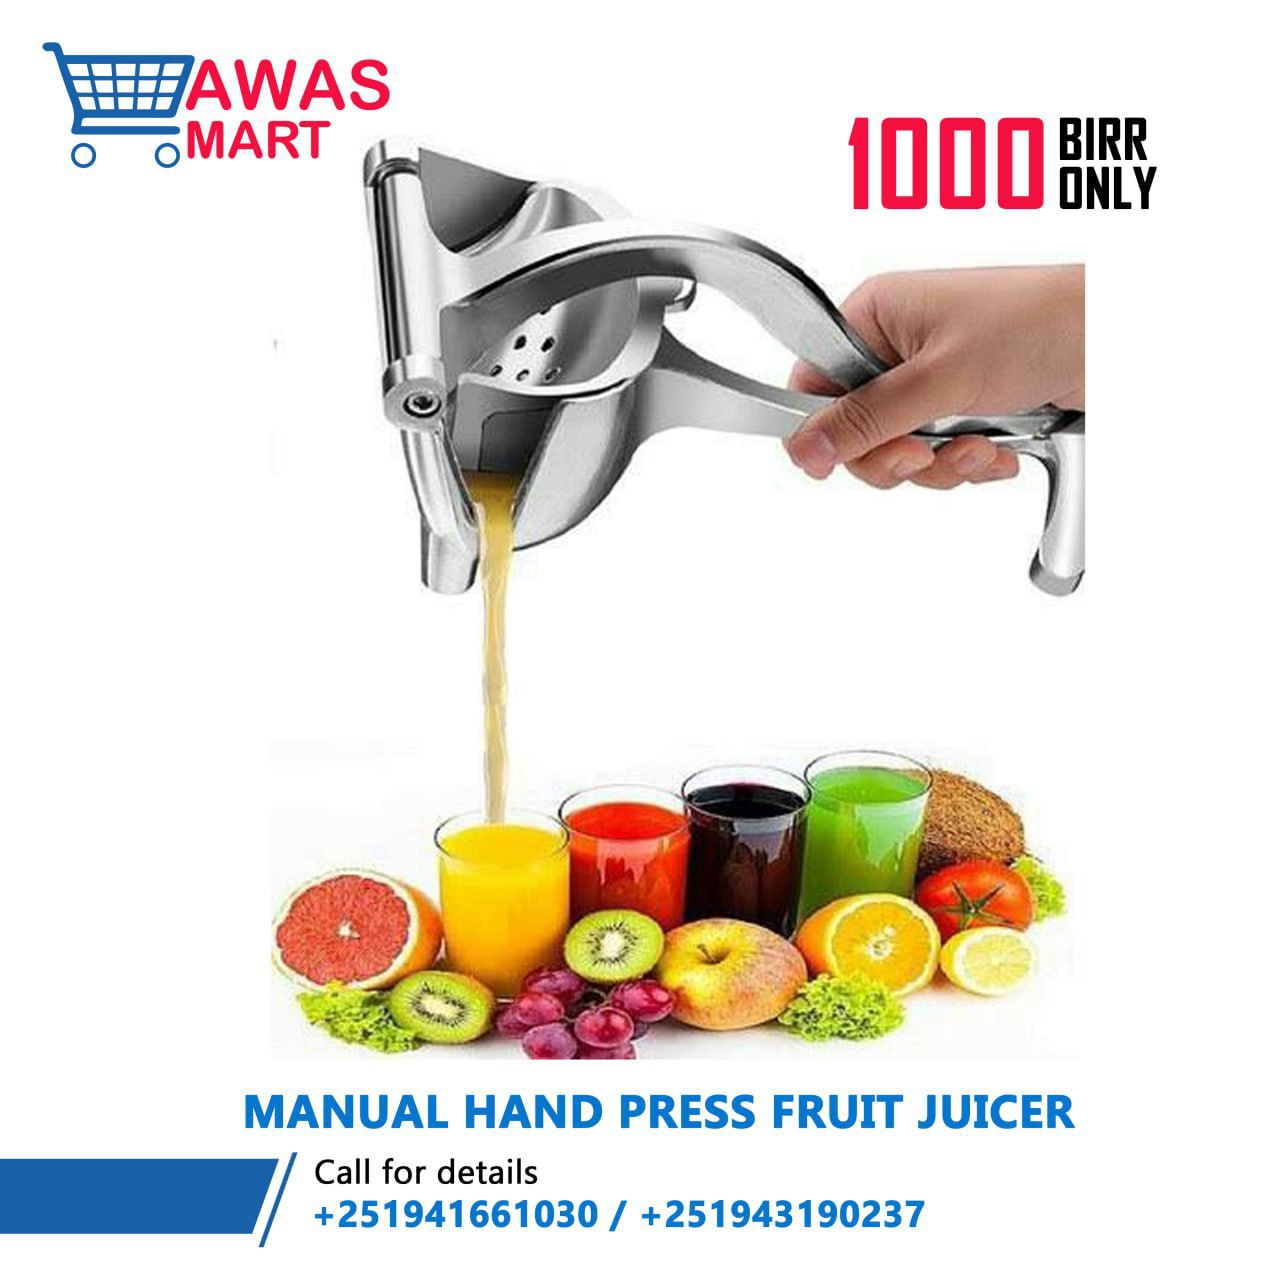 AWAS
MART
1000 BIRR
ONLY
MANUAL HAND PRESS FRUIT JUICER
Call for details
+251941661030 / +251943190237